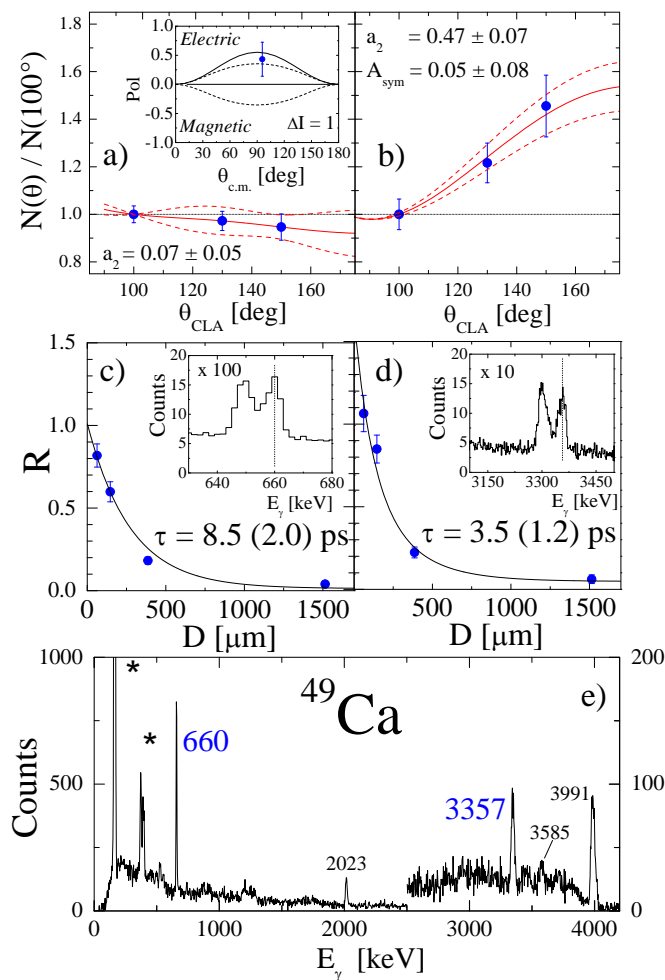 1.8
1.6
1.4
1.2
1.0
0.8
N(θ) / N(100°)
1.0
0.5
0.0
-0.5
-1.0
Pol
Electric
Magnetic
ΔI = 1
0 30 60 90 120 150 180
θc.m. [deg]
a)
a2 = 0.07 ± 0.05
100 120 140 160
θCLA [deg]
a2 = 0.47 ± 0.07
Asym = 0.05 ± 0.08
b)
100 120 140 160
θCLA [deg]
1.5
1.0
0.5
0.0
R
c)
x 100
20
15
10
5
0
Counts
640 660 680
Eγ [keV]
τ = 8.5 (2.0) ps
0 500 1000 1500
D [μm]
d)
x 10
20
15
10
5
0
Counts
3150 3300 3450
Eγ [keV]
τ = 3.5 (1.2) ps
500 1000 1500
D [μm]
1000
500
0
Counts
* *
49Ca
e)
660
2023
3357
3585
3991
200
100
0
0 1000 2000 3000 4000
Eγ [keV]